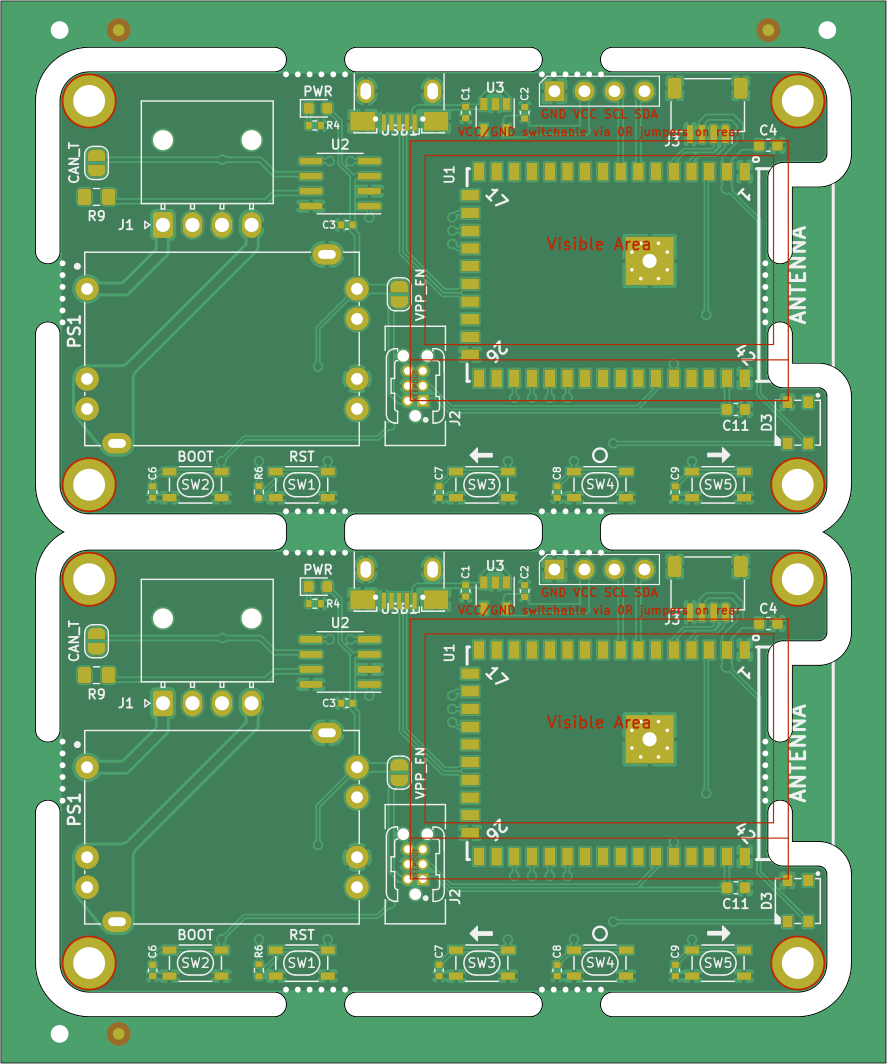 PWR
U3
C1
C2
R4
USB1
GND VCC SCL SDA
VCC/GND switchable via OR jumpers on rear
J3
C4
CAN_T
U2
U1
17
1
R9
J1
C3
Visible Area
ANTENNA
VPP_EN
PS1
26
42
KEEPOUT
J2
C11
D3
BOOT
RST
C6
SW2
R6
SW1
C7
SW3
C8
SW4
C9
SW5
PWR
U3
C1
C2
R4
USB1
GND VCC SCL SDA
VCC/GND switchable via OR jumpers on rear
J3
C4
CAN_T
U2
U1
17
1
R9
J1
C3
Visible Area
ANTENNA
VPP_EN
PS1
26
42
KEEPOUT
J2
C11
D3
BOOT
RST
C6
SW2
R6
SW1
C7
SW3
C8
SW4
C9
SW5